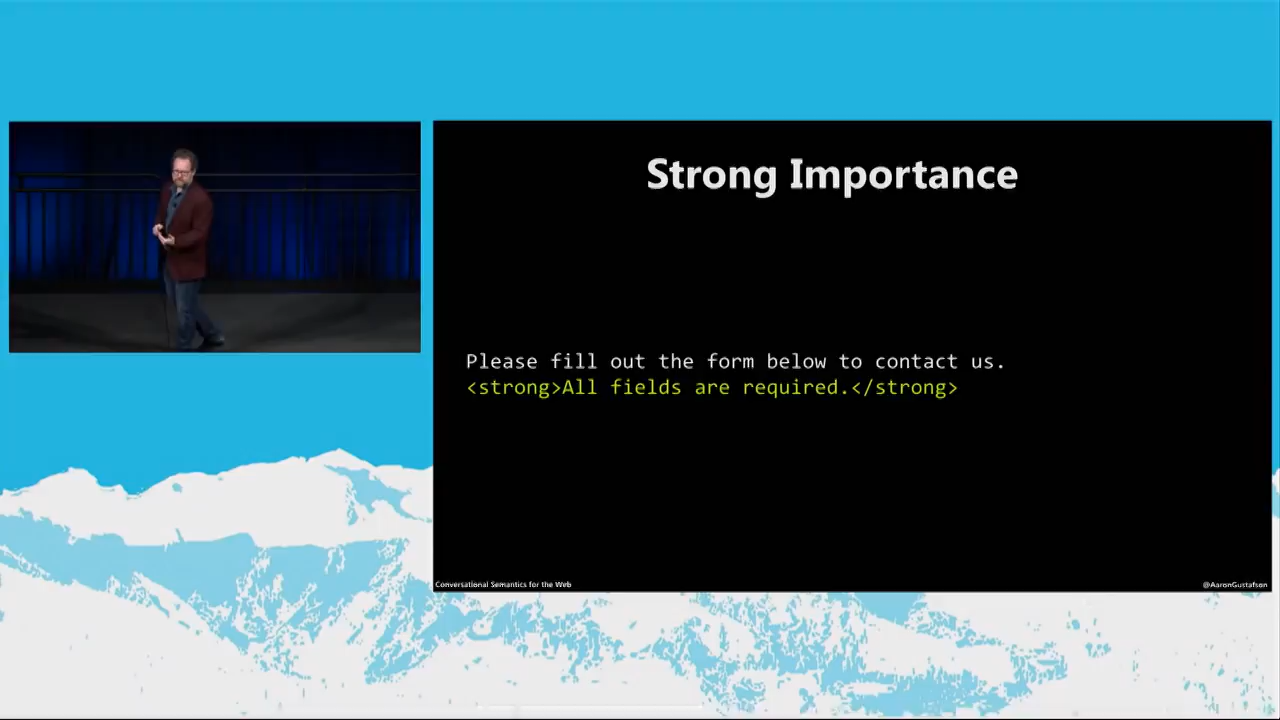 Strong Importance
Please fill out the form below to contact us.
<strong>All fields are required.</strong>
Conversational Semantics for the Web
@AaronGustafson